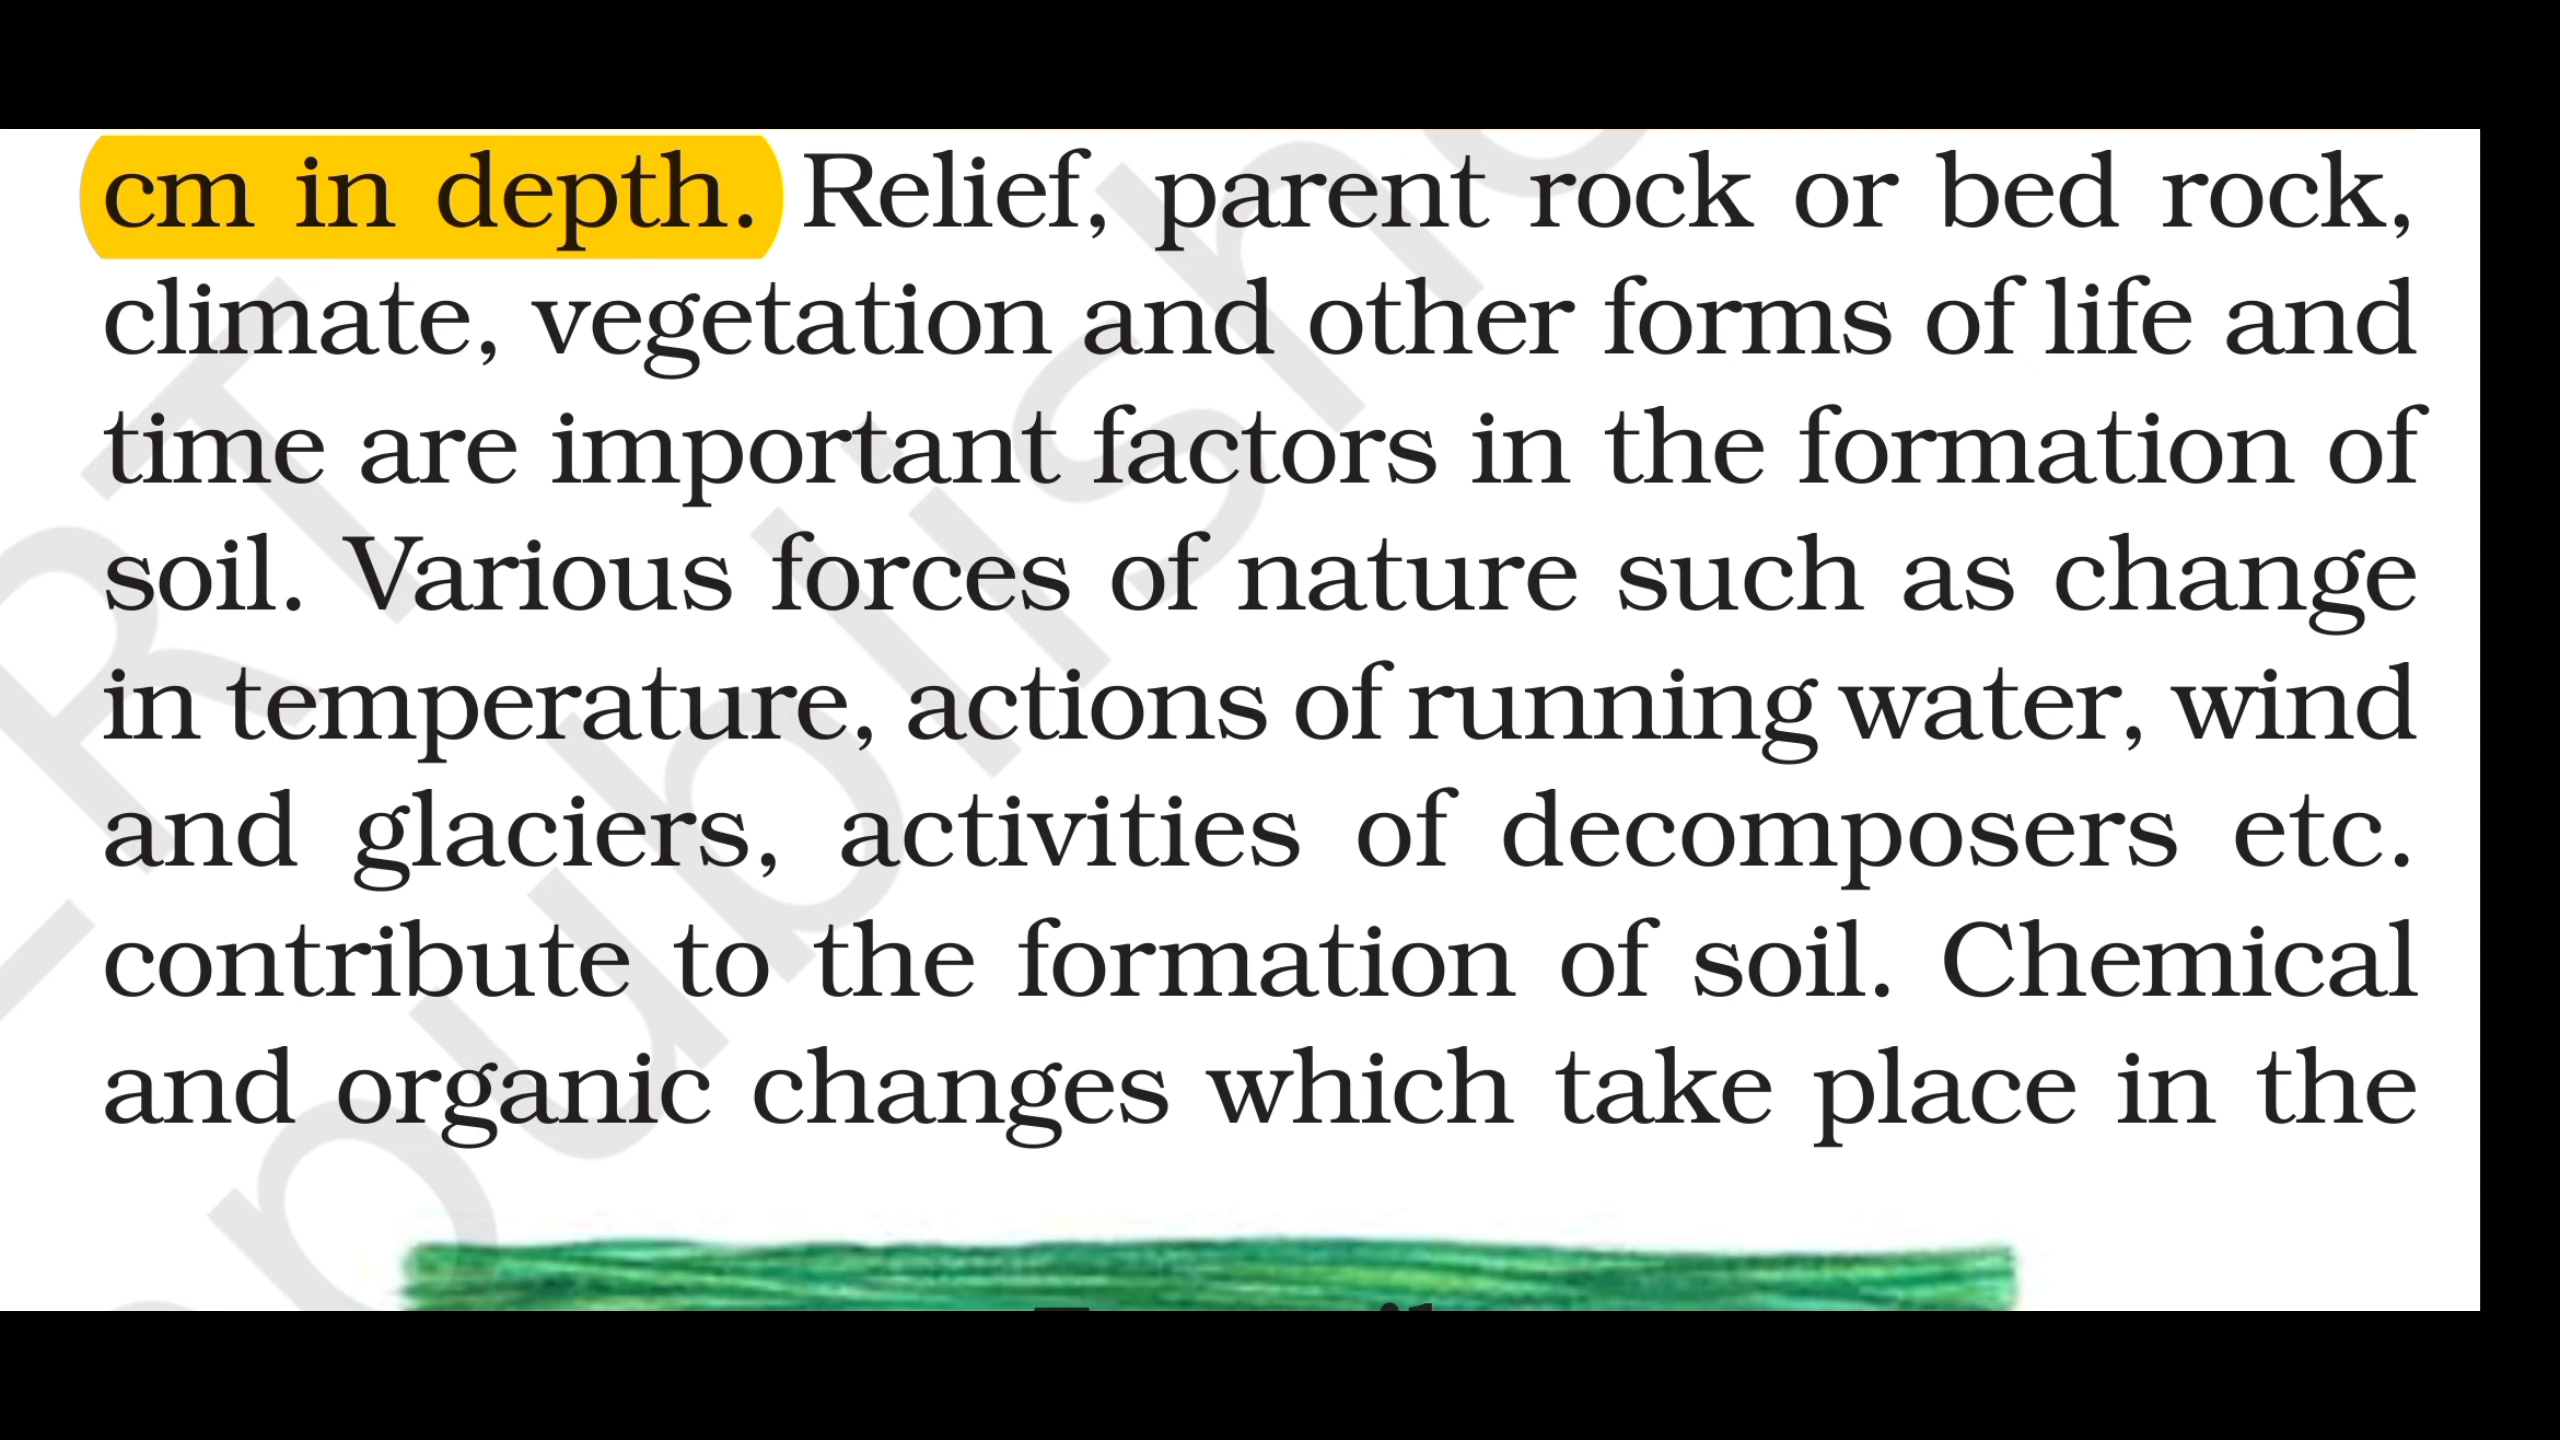 cm in depth. Relief, parent rock or bed rock,
climate, vegetation and other forms of life and
time are important factors in the formation of
soil. Various forces of nature such as change
in temperature, actions of running water, wind
and glaciers, activities of decomposers etc.
contribute to the formation of soil. Chemical
and organic changes which take place in the